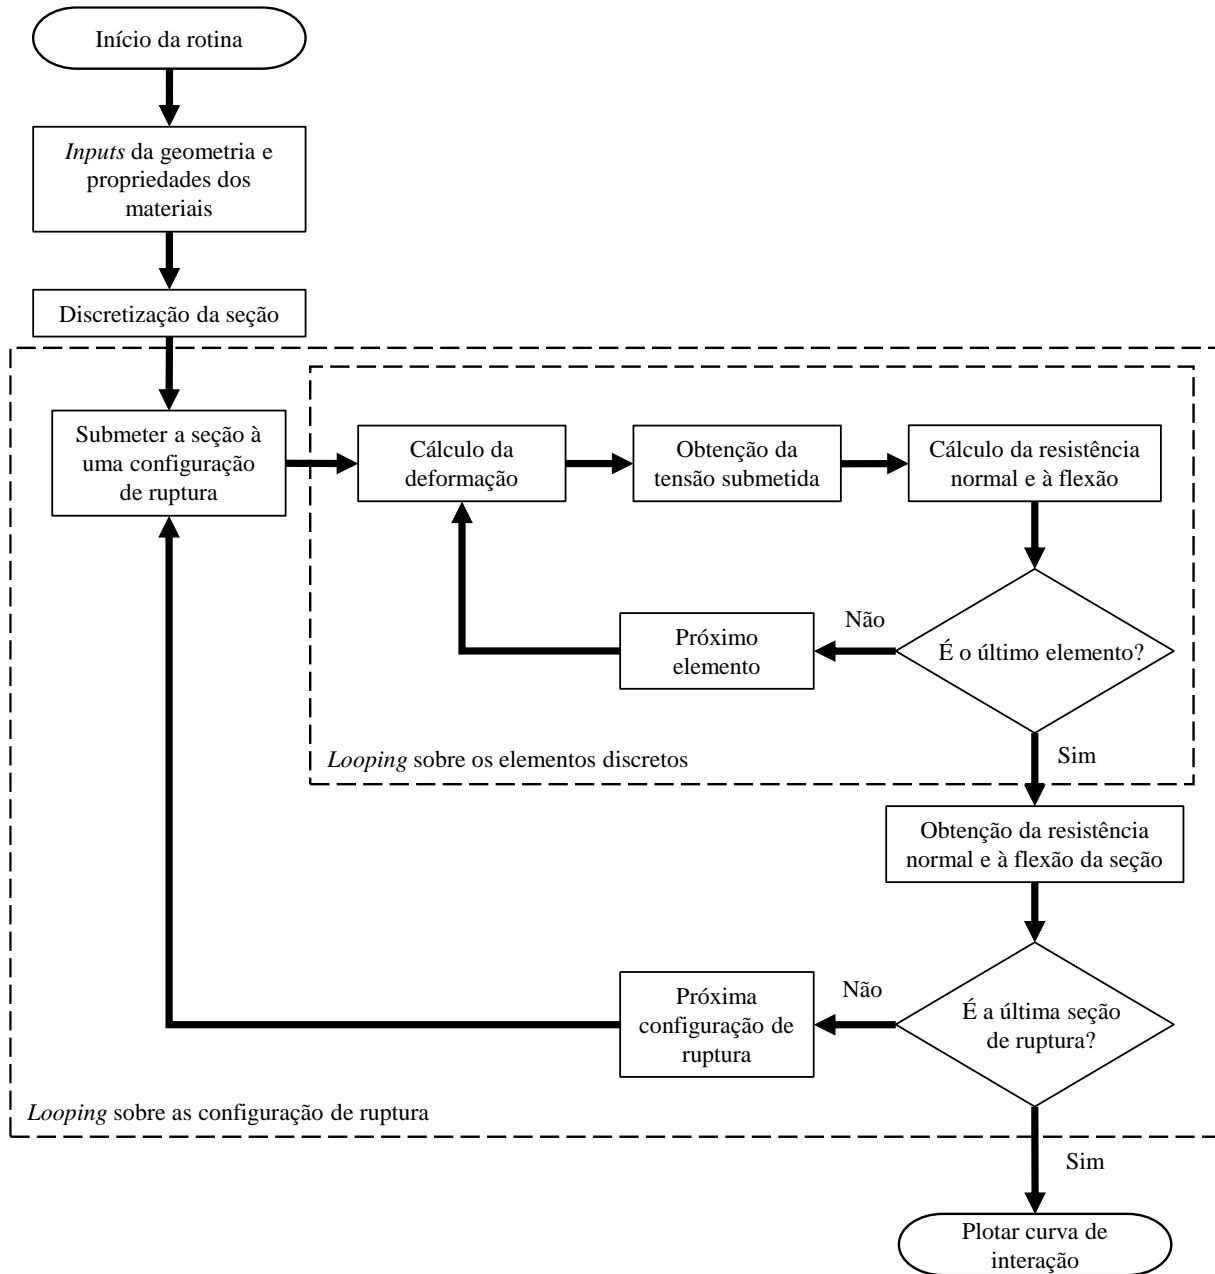 Início da rotina
Inputs da geometria e
propriedades dos
materiais
Discretização da seção
Submeter a seção à
uma configuração
de ruptura
Cálculo da
deformação
Obtenção da
tensão submetida
Cálculo da resistência
normal e à flexão
Não
Próximo
elemento
É o último elemento?
Looping sobre os elementos discretos
Sim
Obtenção da resistência
normal e à flexão da seção
Não
Próxima
configuração de
ruptura
É a última seção
de ruptura?
Looping sobre as configuração de ruptura
Sim
Plotar curva de
interação